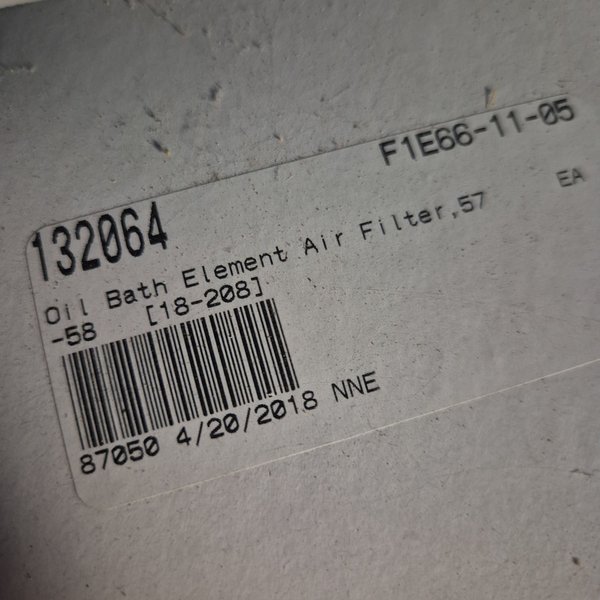 F1E66-11-05
132064
EA
Oil Bath Element Air Filter,57
-58 [18-208]
87050 4/20/2018 NNE